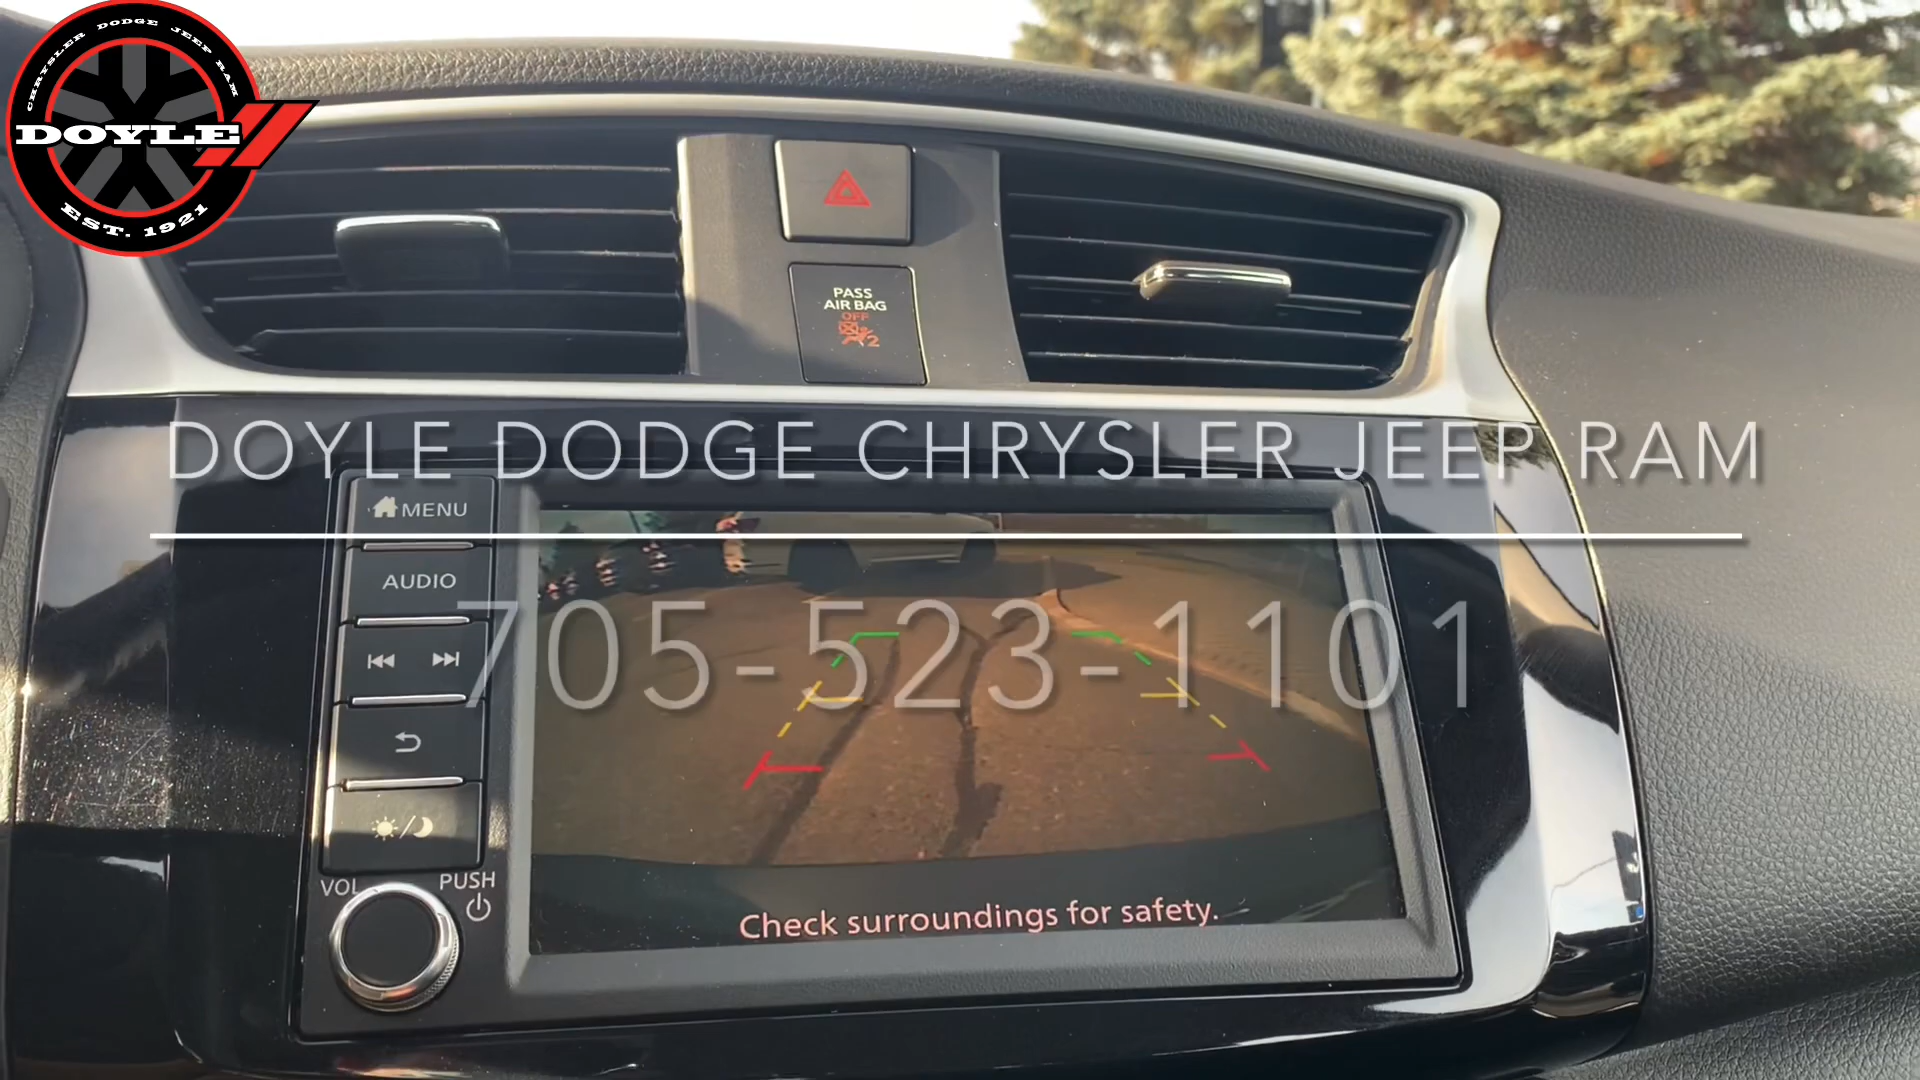 CHRYSLER DODGE JEEP RAM
DOYLE
EST. 1921
PASS
AIR BAG
OFF
2
DOYLE DODGE CHRYSLER JEEP RAM
MENU
AUDIO
705-523-1101
VOL
PUSH
Check surroundings for safety.